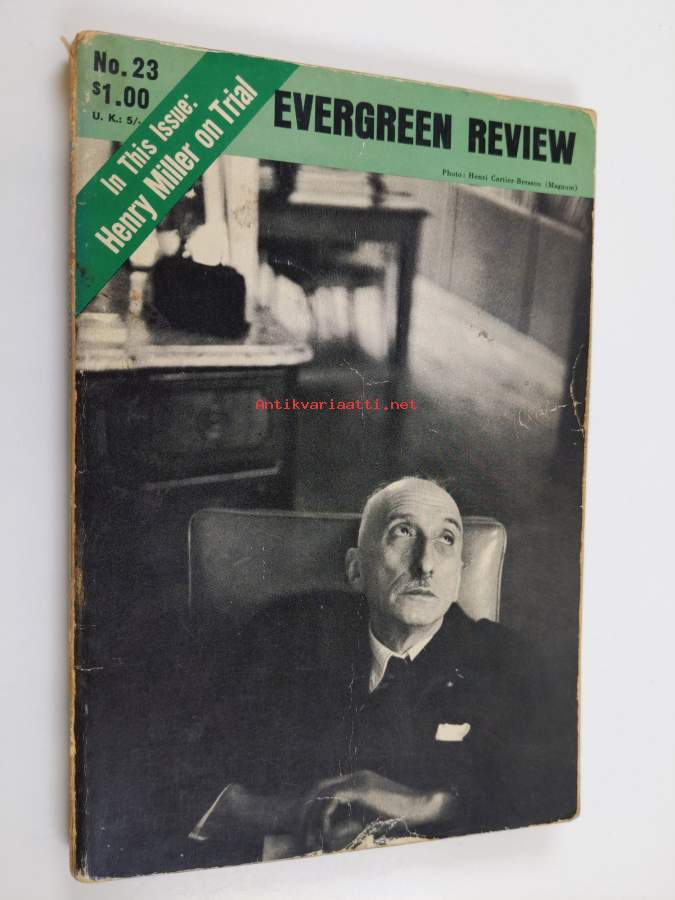 No. 23
$1.00
U. K.: 5/-
In This Issue:
Henry Miller on Trial
EVERGREEN REVIEW
Photo: Henri Cartier-Bresson (Magnum)
Antikvariaatti.net